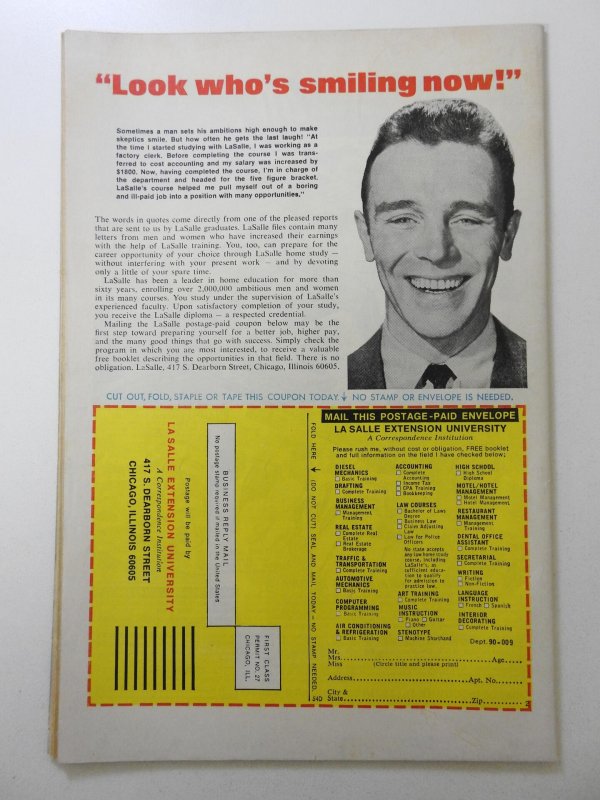 “Look who's smiling now!”
Sometimes a man sets his ambitions high enough to make
skeptics smile. But how often he gets the last laugh! "At
the time I started studying with LaSalle, I was working as a
factory clerk. Before completing the course I was trans-
ferred to cost accounting and my salary was increased by
$1800. Now, having completed the course, I'm in charge of
the department and headed for the five figure bracket.
LaSalle's course helped me pull myself out of a boring
and ill-paid job into a position with many opportunities."
The words in quotes come directly from one of the pleased reports
that are sent to us by LaSalle graduates. LaSalle files contain many
letters from men and women who have increased their earnings
with the help of LaSalle training. You, too, can prepare for the
career opportunity of your choice through LaSalle home study —
without interfering with your present work — and by devoting
only a little of your spare time.
LaSalle has been a leader in home education for more than
sixty years, enrolling over 2,000,000 ambitious men and women
in its many courses. You study under the supervision of LaSalle's
experienced faculty. Upon satisfactory completion of your study,
you receive the LaSalle diploma — a respected credential.
Mailing the LaSalle postage-paid coupon below may be the
first step toward preparing yourself for a better job, higher pay,
and the many good things that go with success. Simply check the
program in which you are most interested, to receive a valuable
free booklet describing the opportunities in that field. There is no
obligation. LaSalle, 417 S. Dearborn Street, Chicago, Illinois 60605.
CUT OUT, FOLD, STAPLE OR TAPE THIS COUPON TODAY. ↓ NO STAMP OR ENVELOPE IS NEEDED.
Postage will be paid by
LA SALLE EXTENSION UNIVERSITY
A Correspondence Institution
417 S. DEARBORN STREET
CHICAGO, ILLINOIS 60605
BUSINESS REPLY MAIL
No postage stamp required if mailed in the United States
FIRST CLASS
PERMIT NO. 27
CHICAGO, ILL.
FOLD HERE ↓ (DO NOT CUT) SEAL AND MAIL TODAY — NO STAMP NEEDED.
54D
MAIL THIS POSTAGE-PAID ENVELOPE
LA SALLE EXTENSION UNIVERSITY
A Correspondence Institution
Please rush me, without cost or obligation, FREE booklet
and full information on the field I have checked below:
DIESEL
MECHANICS
Basic Training
DRAFTING
Complete Training
BUSINESS
MANAGEMENT
Management
Training
REAL ESTATE
Complete Real
Estate
Real Estate
Brokerage
TRAFFIC &
TRANSPORTATION
Complete Training
AUTOMOTIVE
MECHANICS
Basic Training
COMPUTER
PROGRAMMING
Basic Training
AIR CONDITIONING
& REFRIGERATION
Basic Training
ACCOUNTING
Complete
Accounting
Income Tax
CPA Training
Bookkeeping
LAW COURSES
Bachelor of Laws
Degree
Business Law
Claim Adjusting
Law
Law for Police
Officers
No state accepts
any law home study
course, including
LaSalle's, as
sufficient educa-
tion to qualify
for admission to
practice law.
ART TRAINING
Complete Training
MUSIC
INSTRUCTION
Piano Guitar
Other
STENOTYPE
Machine Shorthand
HIGH SCHOOL
High School
Diploma
MOTEL/HOTEL
MANAGEMENT
Motel Management
Hotel Management
RESTAURANT
MANAGEMENT
Management
Training
DENTAL OFFICE
ASSISTANT
Complete Training
SECRETARIAL
Complete Training
WRITING
Fiction
Non-Fiction
LANGUAGE
INSTRUCTION
French Spanish
INTERIOR
DECORATING
Complete Training
Dept. 90-009
Mr.
Mrs.
Miss (Circle title and please print) Age
Address Apt. No.
City &
State Zip
2